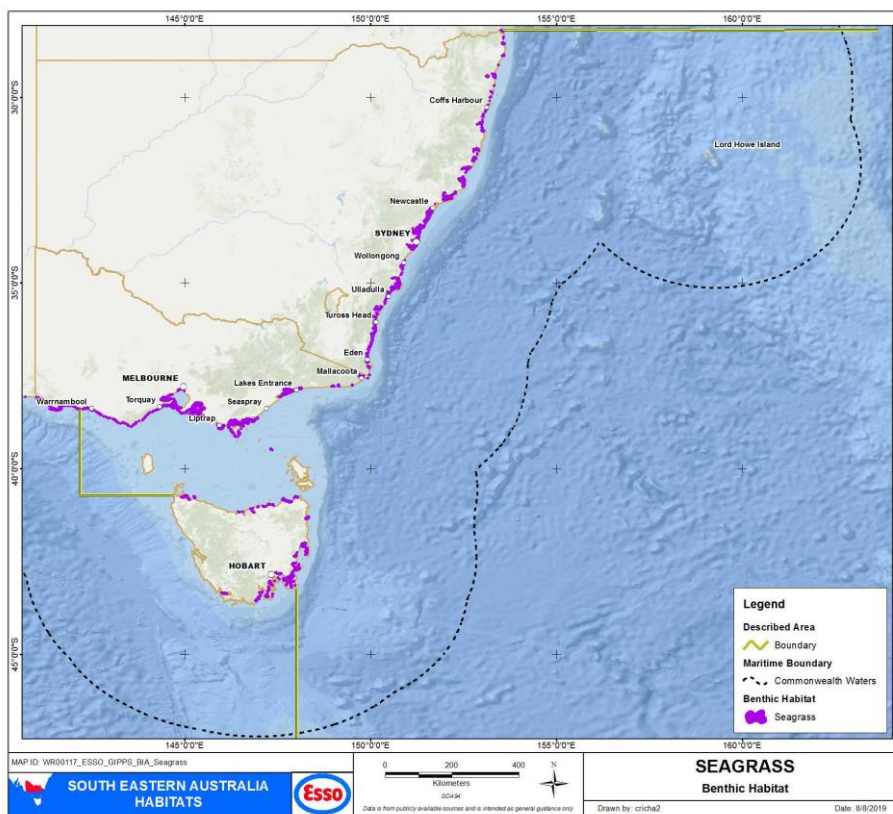 145°0'0"E
150°0'0"E
155°0'0"E
160°0'0"E
30°0'0"S
35°0'0"S
40°0'0"S
45°0'0"S
Coffs Harbour
Lord Howe Island
Newcastle
SYDNEY
Wollongong
Ulladulla
Tuross Head
Eden
Mallacoota
MELBOURNE
Lakes Entrance
Warrnambool
Torquay
Seaspray
Liptrap
HOBART
Legend
Described Area
Boundary
Maritime Boundary
Commonwealth Waters
Benthic Habitat
Seagrass
145°0'0"E
150°0'0"E
155°0'0"E
160°0'0"E
MAP ID: WR00117_ESSO_GIPPS_BIA_Seagrass
SOUTH EASTERN AUSTRALIA
HABITATS
Esso
0 200 400
Kilometers
GDA94
N
Data is from publicly available sources and is intended as general guidance only
SEAGRASS
Benthic Habitat
Drawn by: cricha2
Date: 8/8/2019